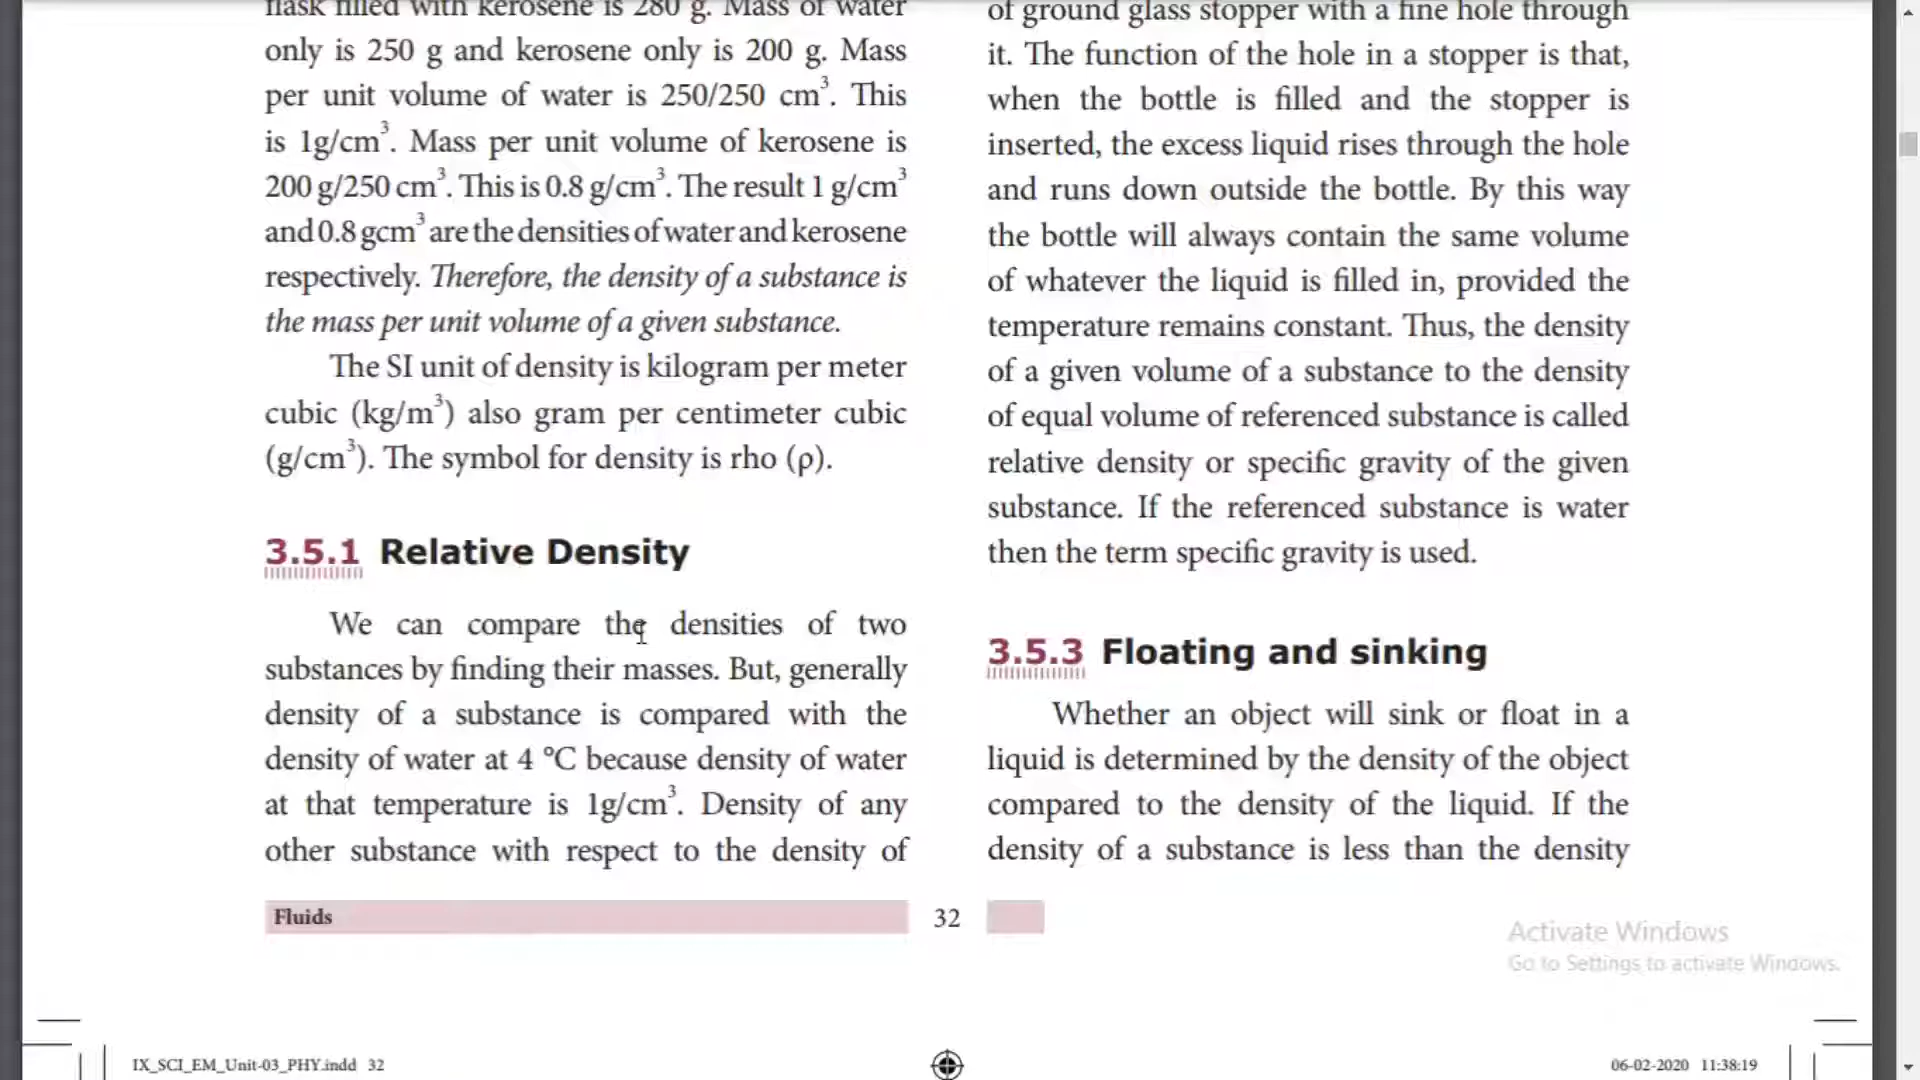 flask filled with kerosene is 280 g. Mass of water
only is 250 g and kerosene only is 200 g. Mass
per unit volume of water is 250/250 cm³. This
is 1g/cm³. Mass per unit volume of kerosene is
200 g/250 cm³. This is 0.8 g/cm³. The result 1 g/cm³
and 0.8 gcm³ are the densities of water and kerosene
respectively. Therefore, the density of a substance is
the mass per unit volume of a given substance.
The SI unit of density is kilogram per meter
cubic (kg/m³) also gram per centimeter cubic
(g/cm³). The symbol for density is rho (ρ).
3.5.1 Relative Density
We can compare the densities of two
substances by finding their masses. But, generally
density of a substance is compared with the
density of water at 4 °C because density of water
at that temperature is 1g/cm³. Density of any
other substance with respect to the density of
of ground glass stopper with a fine hole through
it. The function of the hole in a stopper is that,
when the bottle is filled and the stopper is
inserted, the excess liquid rises through the hole
and runs down outside the bottle. By this way
the bottle will always contain the same volume
of whatever the liquid is filled in, provided the
temperature remains constant. Thus, the density
of a given volume of a substance to the density
of equal volume of referenced substance is called
relative density or specific gravity of the given
substance. If the referenced substance is water
then the term specific gravity is used.
3.5.3 Floating and sinking
Whether an object will sink or float in a
liquid is determined by the density of the object
compared to the density of the liquid. If the
density of a substance is less than the density
Fluids
32
Activate Windows
Go to Settings to activate Windows.
IX_SCI_EM_Unit-03_PHY.indd 32
06-02-2020 11:38:19